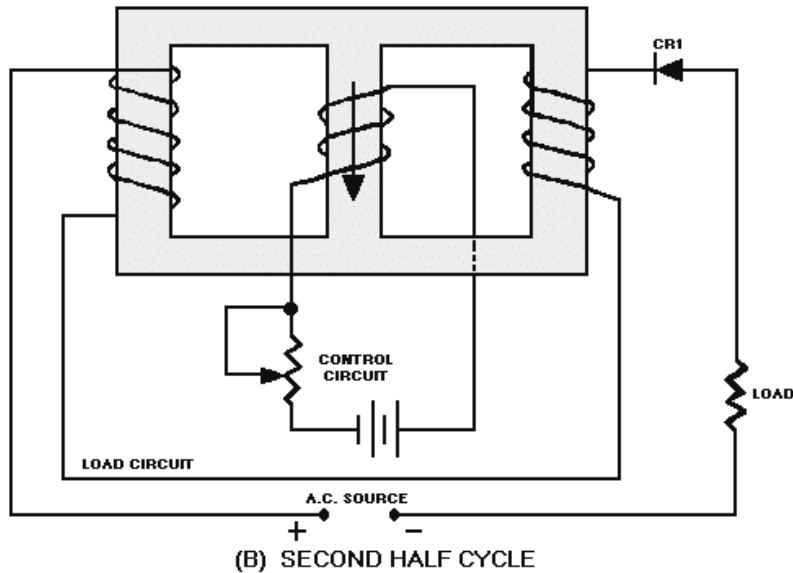 CR1
CONTROL
CIRCUIT
LOAD
LOAD CIRCUIT
A.C. SOURCE
+ −
(B) SECOND HALF CYCLE